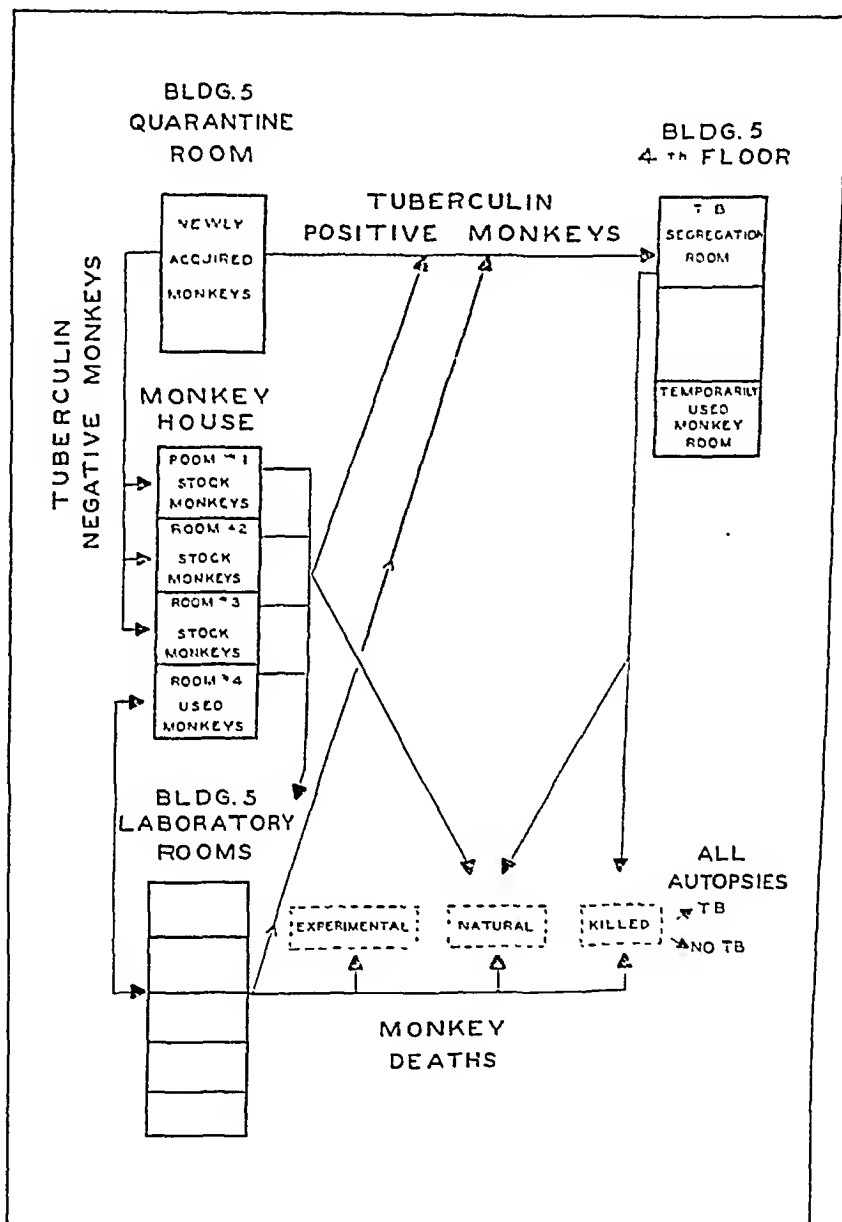 BLDG. 5
QUARANTINE
ROOM
BLDG. 5
4 TH FLOOR
NEWLY
ACQUIRED
MONKEYS
TUBERCULIN
POSITIVE MONKEYS
T B
SEGREGATION
ROOM
TEMPORARILY
USED
MONKEY
ROOM
TUBERCULIN
NEGATIVE MONKEYS
MONKEY
HOUSE
ROOM #1
STOCK
MONKEYS
ROOM #2
STOCK
MONKEYS
ROOM #3
STOCK
MONKEYS
ROOM #4
USED
MONKEYS
BLDG. 5
LABORATORY
ROOMS
EXPERIMENTAL
NATURAL
KILLED
ALL
AUTOPSIES
TB
NO TB
MONKEY
DEATHS